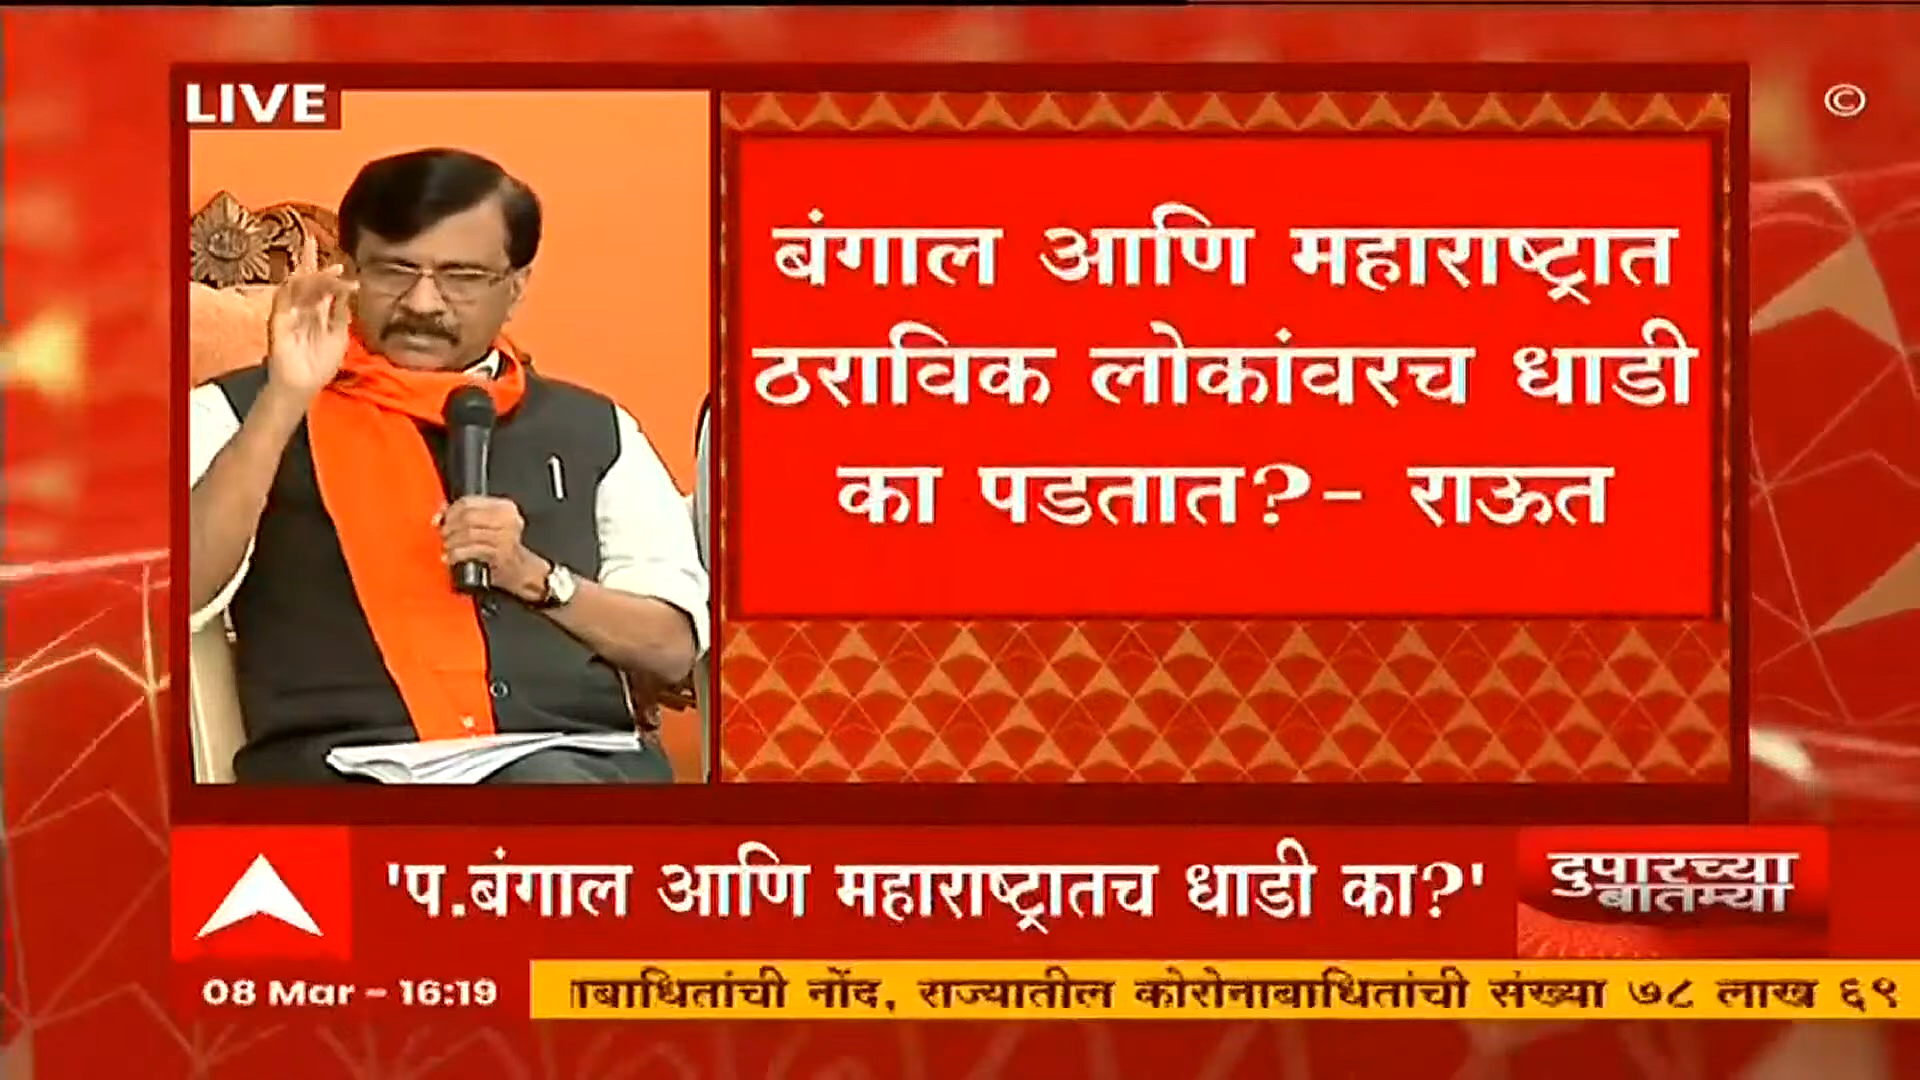 LIVE
©
बंगाल आणि महाराष्ट्रात
ठराविक लोकांवरच धाडी
का पडतात?- राऊत
'प.बंगाल आणि महाराष्ट्रातच धाडी का?'
दुपारच्या
बातम्या
08 Mar - 16:19
नोंद, राज्यातील कोरोनाबाधितांची संख्या ७८ लाख ६९